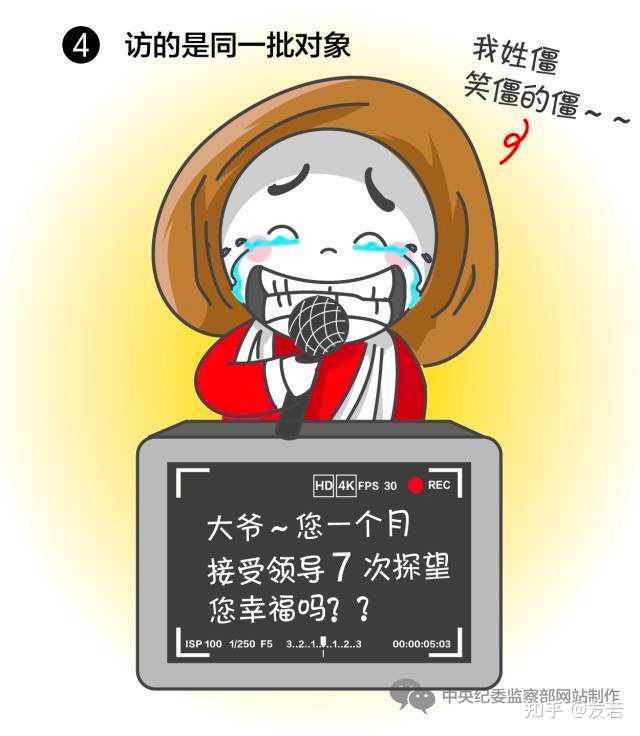 4 访的是同一批对象
我姓僵
笑僵的僵~~
HD 4K FPS 30 REC
大爷~您一个月
接受领导7次探望
您幸福吗??
ISP 100 1/250 F5 3..2..1..■..1..2..3 00:00:05:03
中央纪委监察部网站制作
知乎 @友若